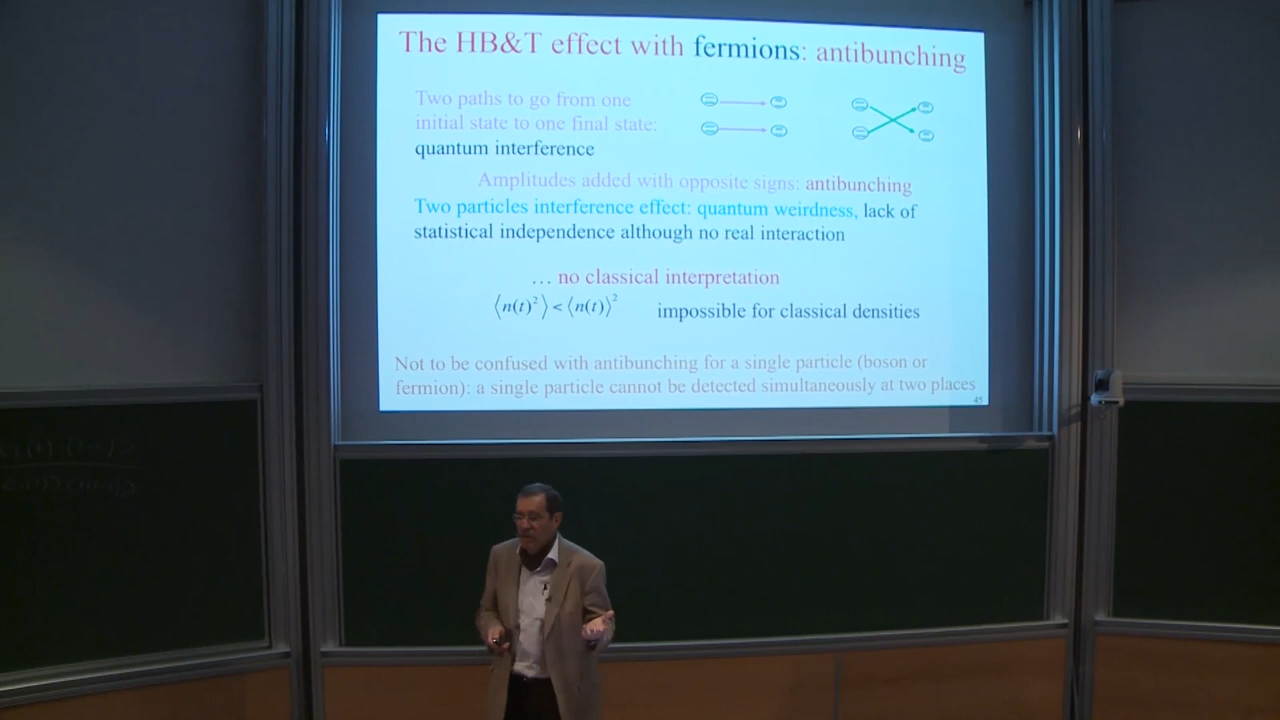 The HB&T effect with fermions: antibunching
Two paths to go from one
initial state to one final state:
quantum interference
Amplitudes added with opposite signs: antibunching
Two particles interference effect: quantum weirdness, lack of
statistical independence although no real interaction
… no classical interpretation
⟨n(t)²⟩ < ⟨n(t)⟩² impossible for classical densities
Not to be confused with antibunching for a single particle (boson or
fermion): a single particle cannot be detected simultaneously at two places
45